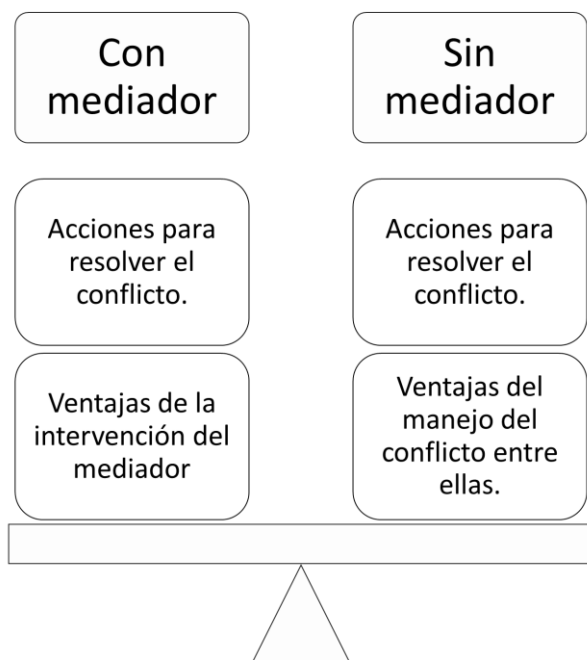 Con
mediador
Sin
mediador
Acciones para
resolver el
conflicto.
Acciones para
resolver el
conflicto.
Ventajas de la
intervención del
mediador
Ventajas del
manejo del
conflicto entre
ellas.